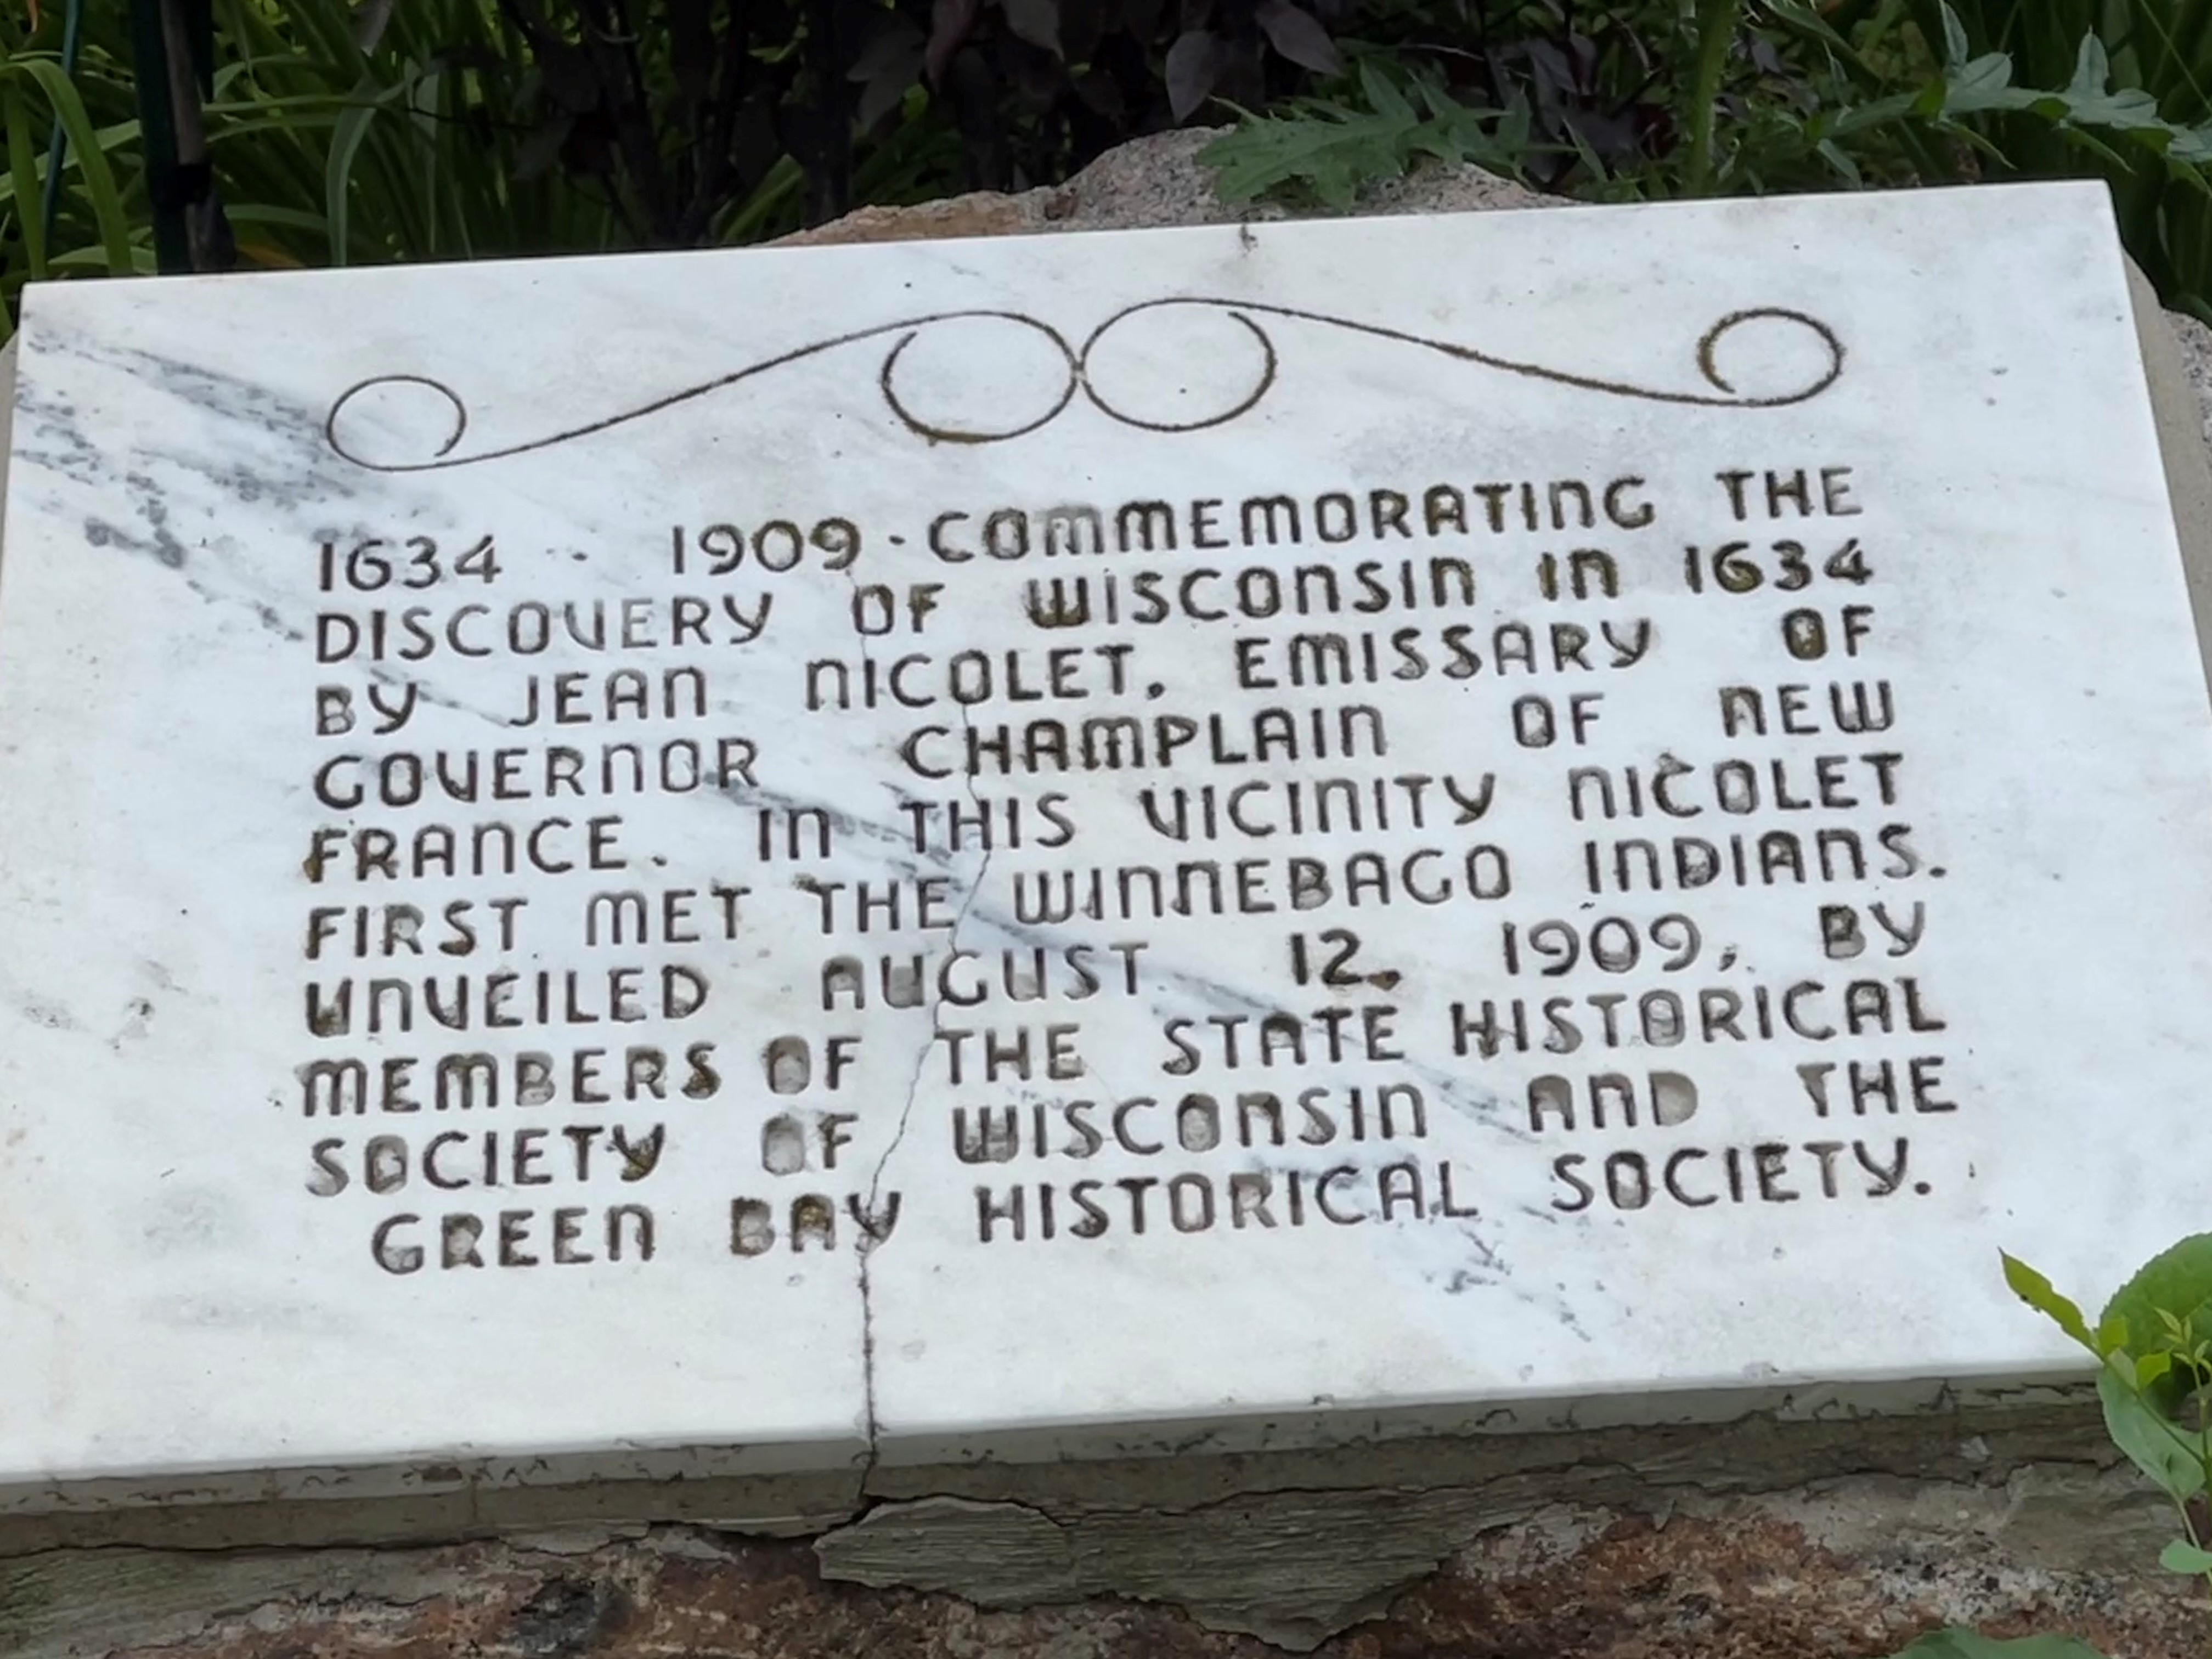 1634 - 1909 - COMMEMORATING THE
DISCOVERY OF WISCONSIN IN 1634
BY JEAN NICOLET, EMISSARY OF
GOVERNOR CHAMPLAIN OF NEW
FRANCE. IN THIS VICINITY NICOLET
FIRST MET THE WINNEBAGO INDIANS.
UNVEILED AUGUST 12, 1909, BY
MEMBERS OF THE STATE HISTORICAL
SOCIETY OF WISCONSIN AND THE
GREEN BAY HISTORICAL SOCIETY.